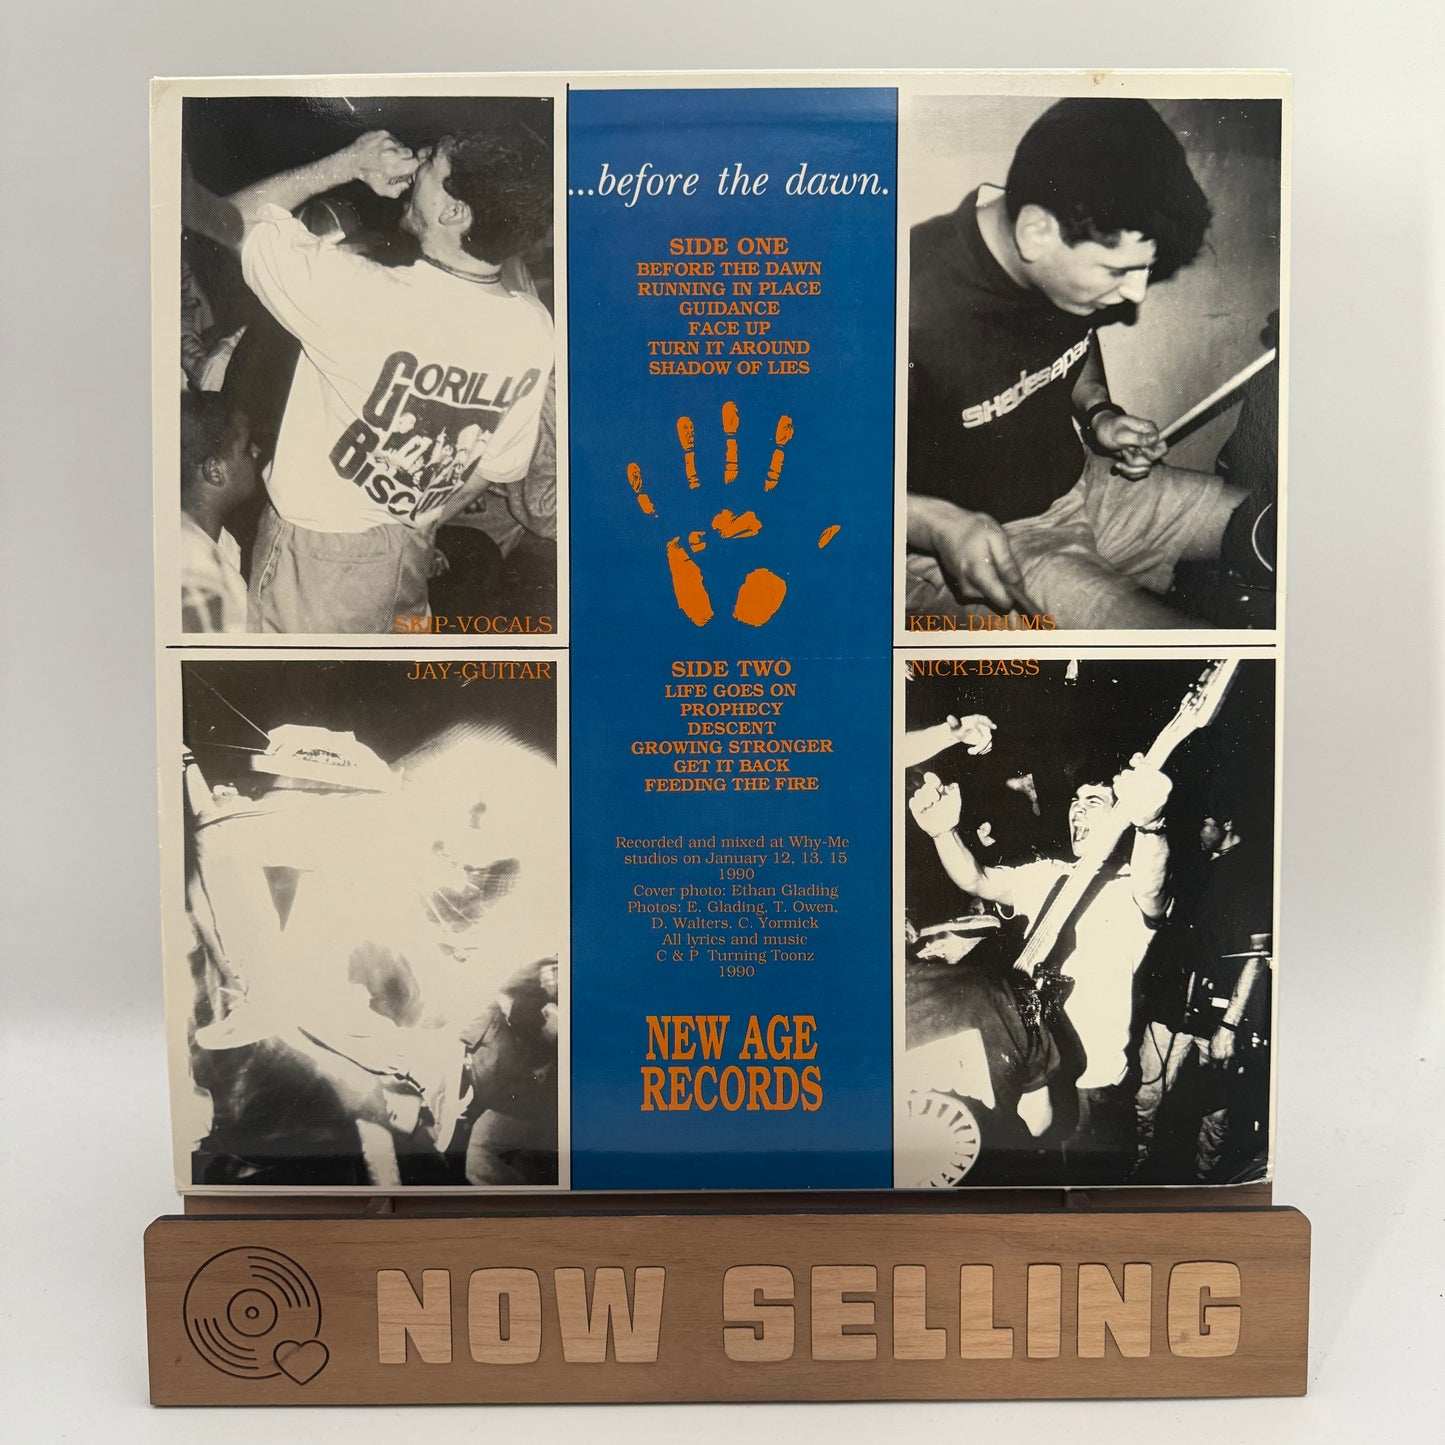 ...before the dawn.
SIDE ONE
BEFORE THE DAWN
RUNNING IN PLACE
GUIDANCE
FACE UP
TURN IT AROUND
SHADOW OF LIES
GORILLA
BISCUI
shadesapar
SKIP-VOCALS
KEN-DRUMS
JAY-GUITAR
NICK-BASS
SIDE TWO
LIFE GOES ON
PROPHECY
DESCENT
GROWING STRONGER
GET IT BACK
FEEDING THE FIRE
Recorded and mixed at Why-Me
studios on January 12, 13, 15
1990
Cover photo: Ethan Glading
Photos: E. Glading, T. Owen,
D. Walters, C. Yormick
All lyrics and music
C & P Turning Toonz
1990
NEW AGE
RECORDS
NOW SELLING